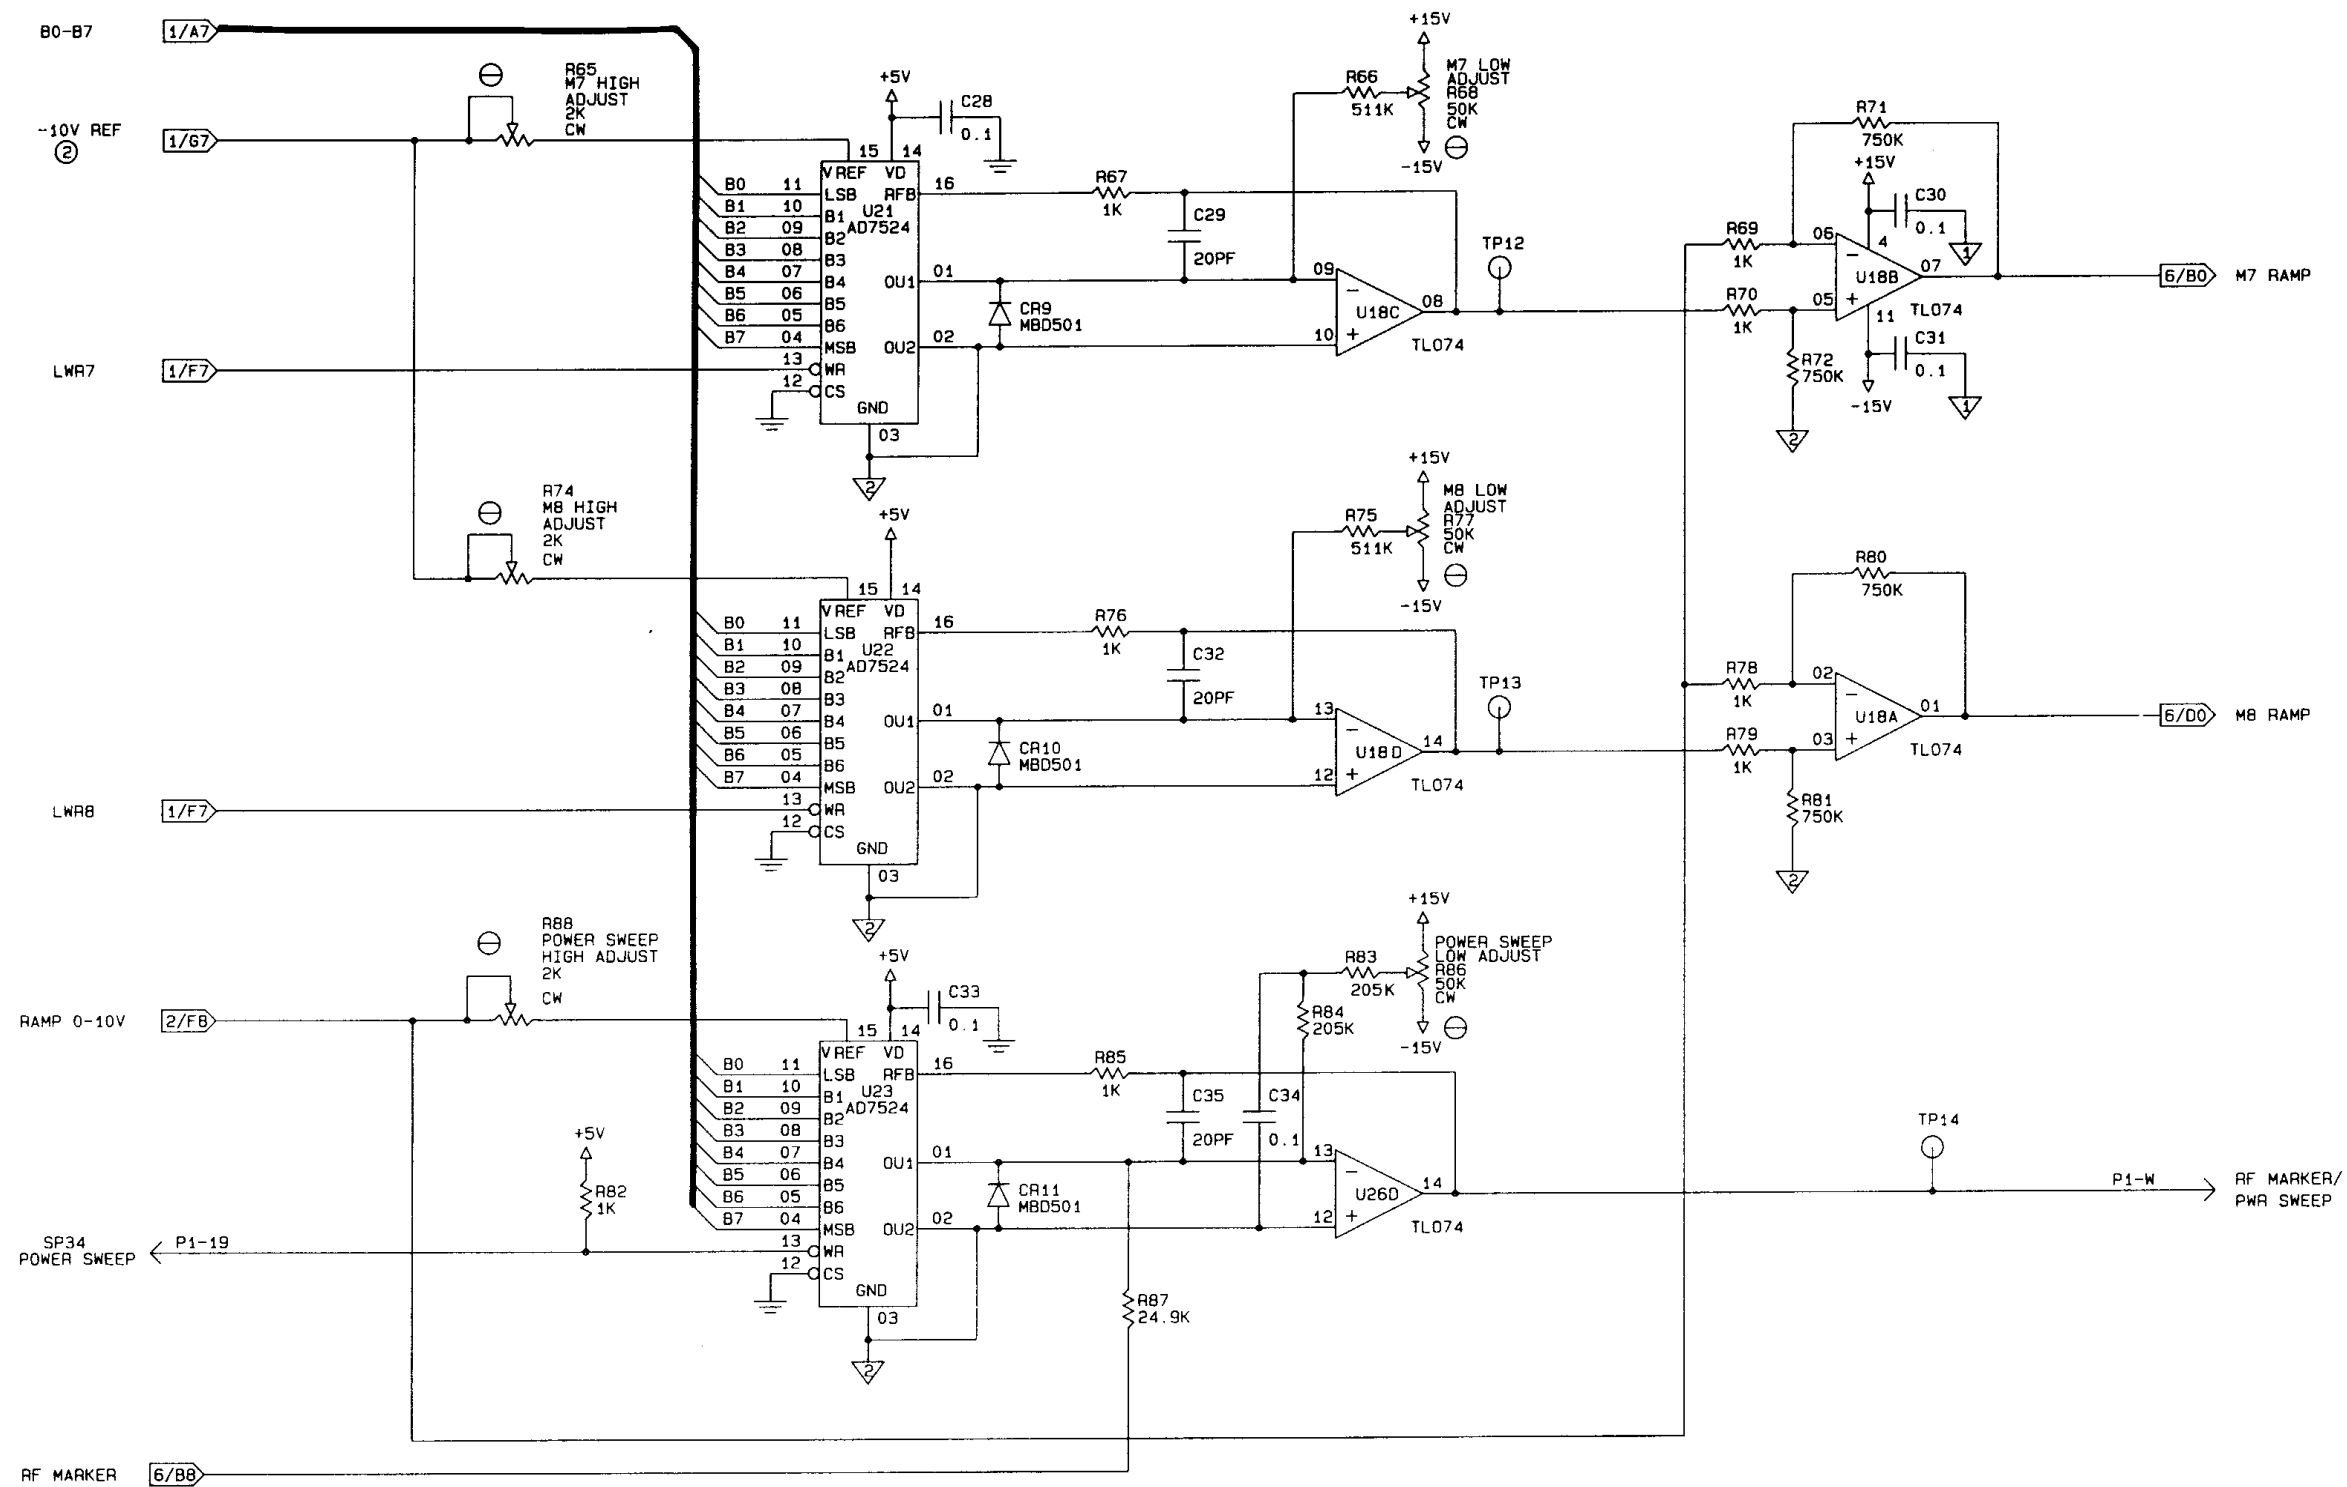 B0-B7
1/A7
-10V REF
2
1/G7
R65
M7 HIGH
ADJUST
2K
CW
+5V
C28
0.1
15
14
V REF
VD
B0
11
LSB
RFB
16
U21
B1
10
B1
AD7524
B2
09
B2
B3
08
B3
B4
07
B4
OU1
01
B5
06
B5
B6
05
B6
B7
04
MSB
OU2
02
LWR7
1/F7
13
WR
12
CS
GND
03
2
R67
1K
C29
20PF
CR9
MBD501
R66
511K
+15V
M7 LOW
ADJUST
R68
50K
CW
-15V
09
-
U18C
08
10
+
TL074
TP12
R69
1K
R70
1K
R71
750K
+15V
C30
0.1
1
06
-
4
U18B
07
05
+
11
TL074
R72
750K
2
C31
0.1
-15V
1
6/B0
M7 RAMP
R74
M8 HIGH
ADJUST
2K
CW
+5V
15
14
V REF
VD
B0
11
LSB
RFB
16
U22
B1
10
B1
AD7524
B2
09
B2
B3
08
B3
B4
07
B4
OU1
01
B5
06
B5
B6
05
B6
B7
04
MSB
OU2
02
LWR8
1/F7
13
WR
12
CS
GND
03
2
R76
1K
C32
20PF
CR10
MBD501
R75
511K
+15V
M8 LOW
ADJUST
R77
50K
CW
-15V
13
-
U18D
14
12
+
TL074
TP13
R78
1K
R79
1K
R80
750K
02
-
U18A
01
03
+
TL074
R81
750K
2
6/D0
M8 RAMP
R88
POWER SWEEP
HIGH ADJUST
2K
CW
RAMP 0-10V
2/F8
+5V
C33
0.1
15
14
V REF
VD
B0
11
LSB
RFB
16
U23
B1
10
B1
AD7524
B2
09
B2
B3
08
B3
B4
07
B4
OU1
01
B5
06
B5
B6
05
B6
B7
04
MSB
OU2
02
+5V
R82
1K
SP34
POWER SWEEP
P1-19
13
WR
12
CS
GND
03
2
R85
1K
C35
20PF
C34
0.1
CR11
MBD501
R87
24.9K
R83
205K
R84
205K
+15V
POWER SWEEP
LOW ADJUST
R86
50K
CW
-15V
13
-
U26D
14
12
+
TL074
TP14
P1-W
RF MARKER/
PWR SWEEP
RF MARKER
6/B8